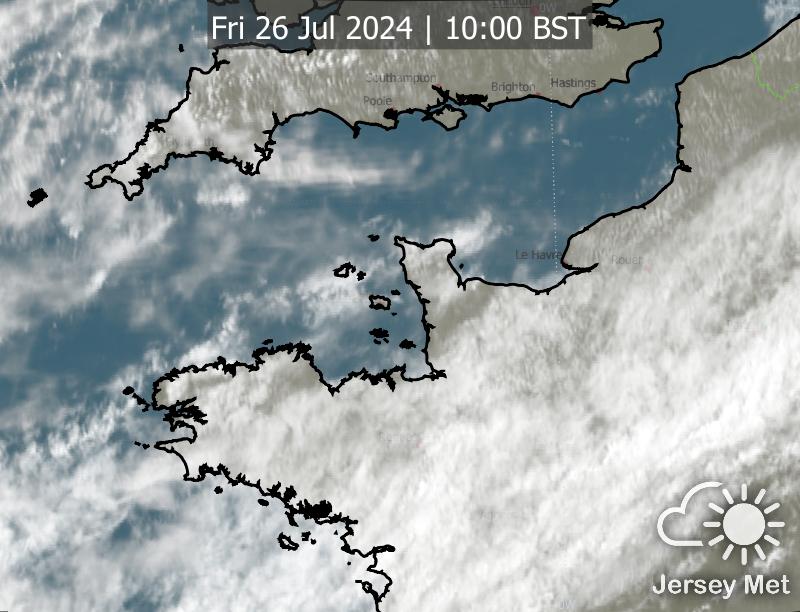 Fri 26 Jul 2024 | 10:00 BST
Southampton
Brighton
Hastings
Poole
Le Havre
Rouen
Jersey Met